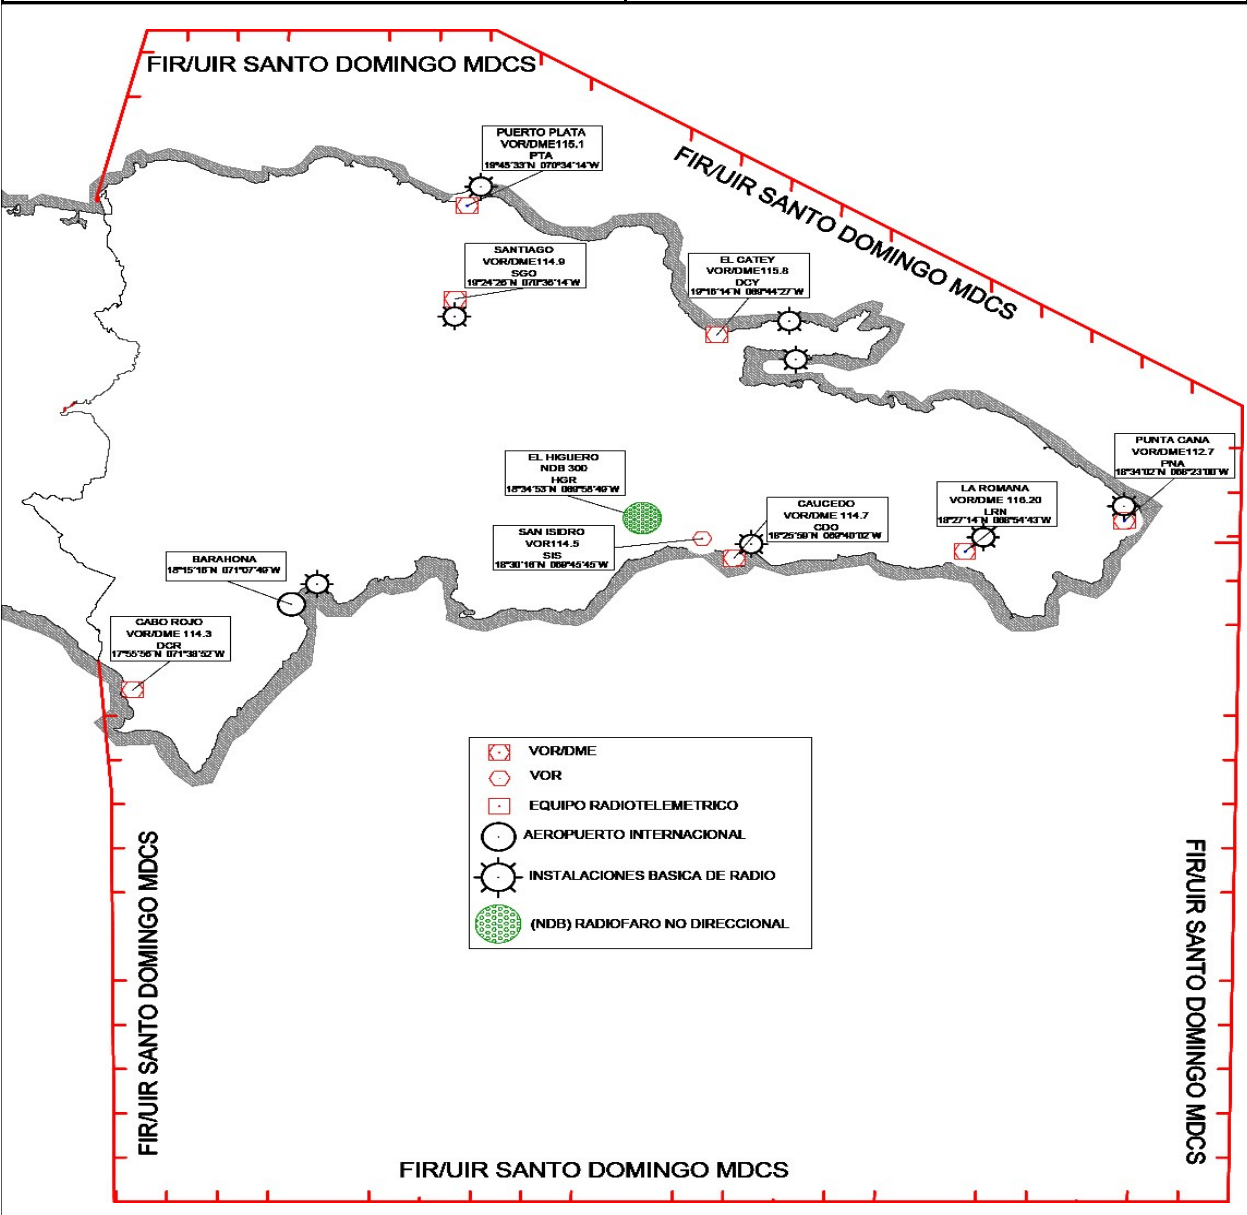 FIR/UIR SANTO DOMINGO MDCS
PUERTO PLATA
VOR/DME115.1
PTA
19°45'33"N 070°34'14"W
FIR/UIR SANTO DOMINGO MDCS
SANTIAGO
VOR/DME114.9
SGO
19°24'26"N 070°36'14"W
EL CATEY
VOR/DME115.8
DCY
19°16'14"N 069°44'27"W
PUNTA CANA
VOR/DME112.7
PNA
18°34'02"N 068°23'00"W
EL HIGUERO
NDB 300
HGR
18°34'53"N 069°58'49"W
LA ROMANA
VOR/DME 116.20
LRN
18°27'14"N 068°54'43"W
CAUCEDO
VOR/DME 114.7
CDO
18°25'59"N 069°40'02"W
SAN ISIDRO
VOR114.5
SIS
18°30'16"N 069°45'45"W
BARAHONA
18°15'16"N 071°07'49"W
CABO ROJO
VOR/DME 114.3
DCR
17°55'56"N 071°38'52"W
VOR/DME
VOR
EQUIPO RADIOTELEMETRICO
AEROPUERTO INTERNACIONAL
INSTALACIONES BASICA DE RADIO
(NDB) RADIOFARO NO DIRECCIONAL
FIR/UIR SANTO DOMINGO MDCS
FIR/UIR SANTO DOMINGO MDCS
FIR/UIR SANTO DOMINGO MDCS